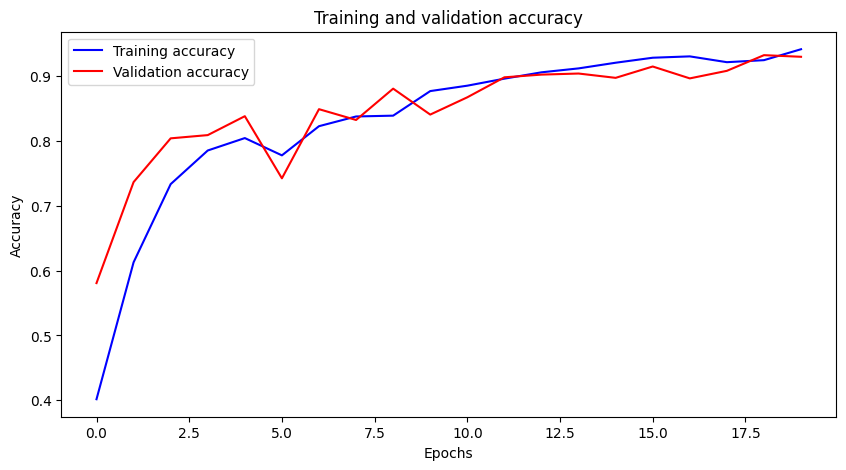 Training and validation accuracy
Training accuracy
Validation accuracy
0.9
0.8
0.7
0.6
0.5
0.4
Accuracy
0.0 2.5 5.0 7.5 10.0 12.5 15.0 17.5
Epochs